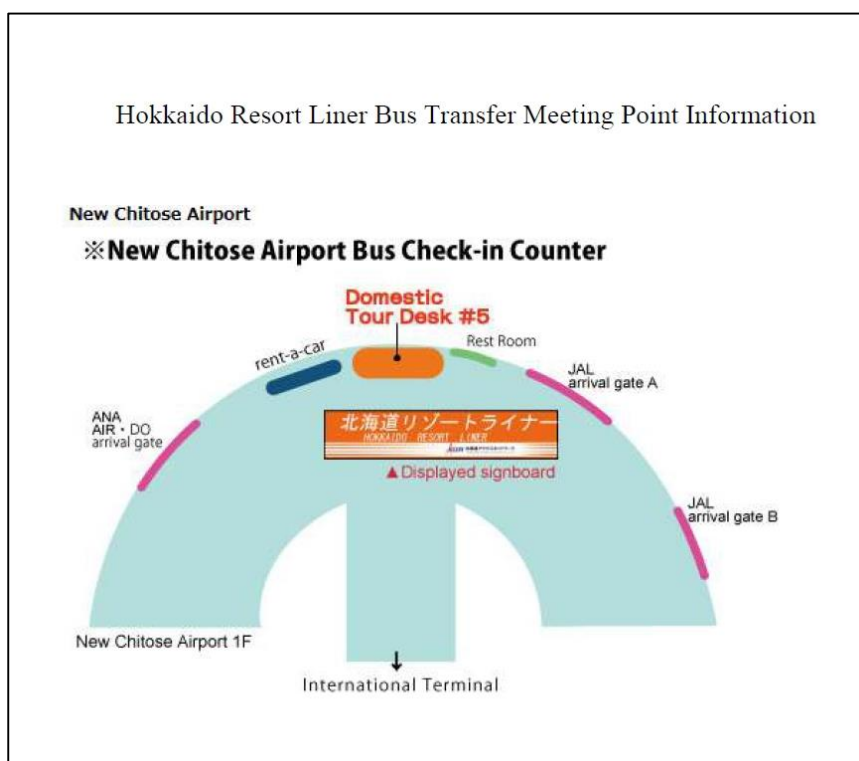 Hokkaido Resort Liner Bus Transfer Meeting Point Information
New Chitose Airport
※New Chitose Airport Bus Check-in Counter
Domestic
Tour Desk #5
rent-a-car
Rest Room
JAL
arrival gate A
ANA
AIR・DO
arrival gate
北海道リゾートライナー
HOKKAIDO RESORT LINER
▲Displayed signboard
JAL
arrival gate B
New Chitose Airport 1F
International Terminal